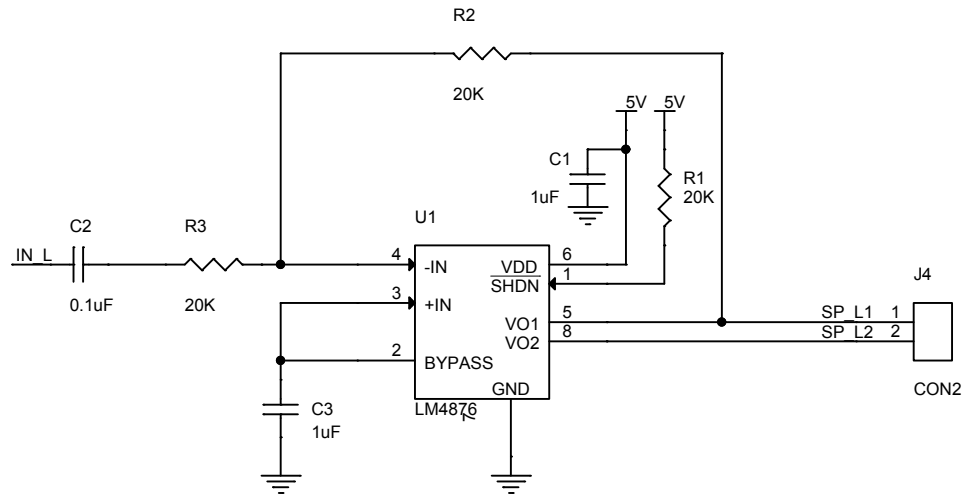 R2
20K
5V 5V
C1
1uF
R1
20K
U1
C2
R3
IN_L
0.1uF
20K
4 -IN
3 +IN
2 BYPASS
VDD 6
SHDN 1
VO1 5
VO2 8
GND
7
LM4876
SP_L1 1
SP_L2 2
J4
CON2
C3
1uF